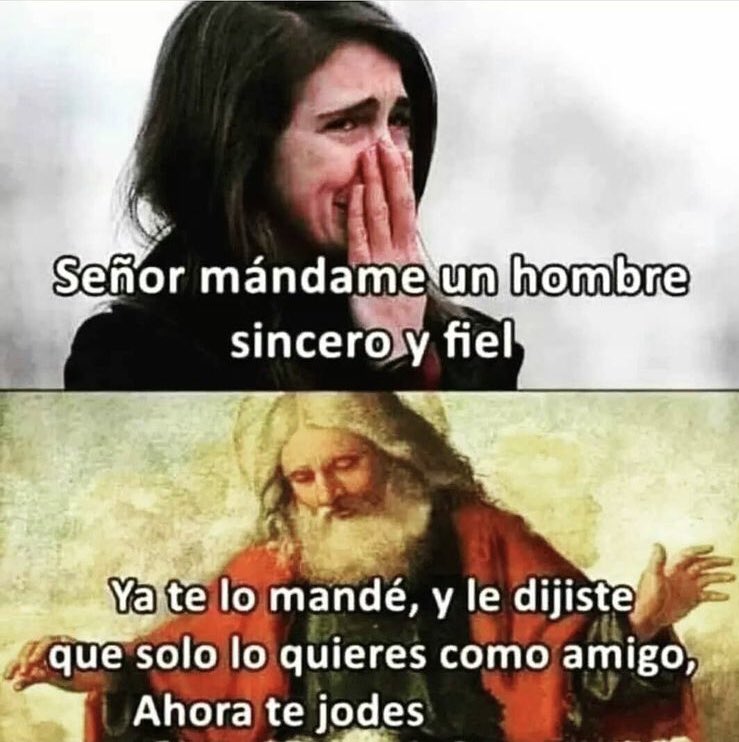 Señor mándame un hombre
sincero y fiel
Ya te lo mandé, y le dijiste
que solo lo quieres como amigo,
Ahora te jodes